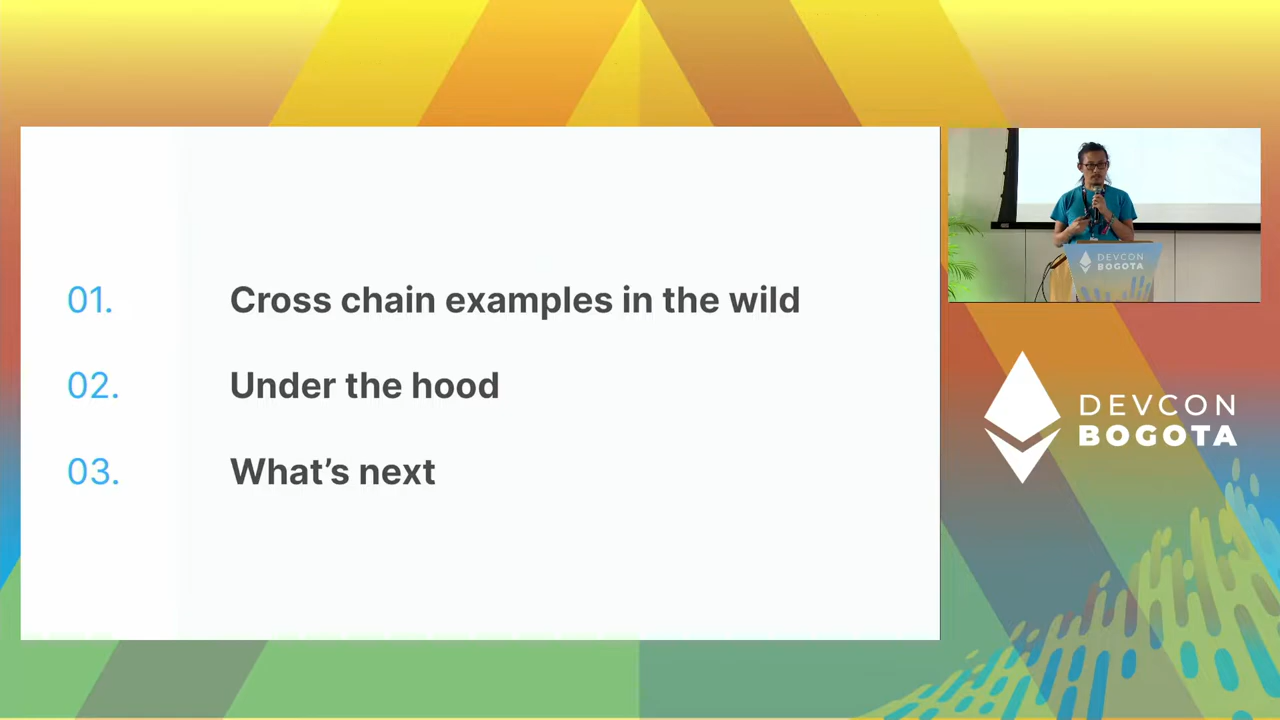 01. Cross chain examples in the wild
02. Under the hood
03. What’s next
DEVCON
BOGOTA
DEVCON
BOGOTA